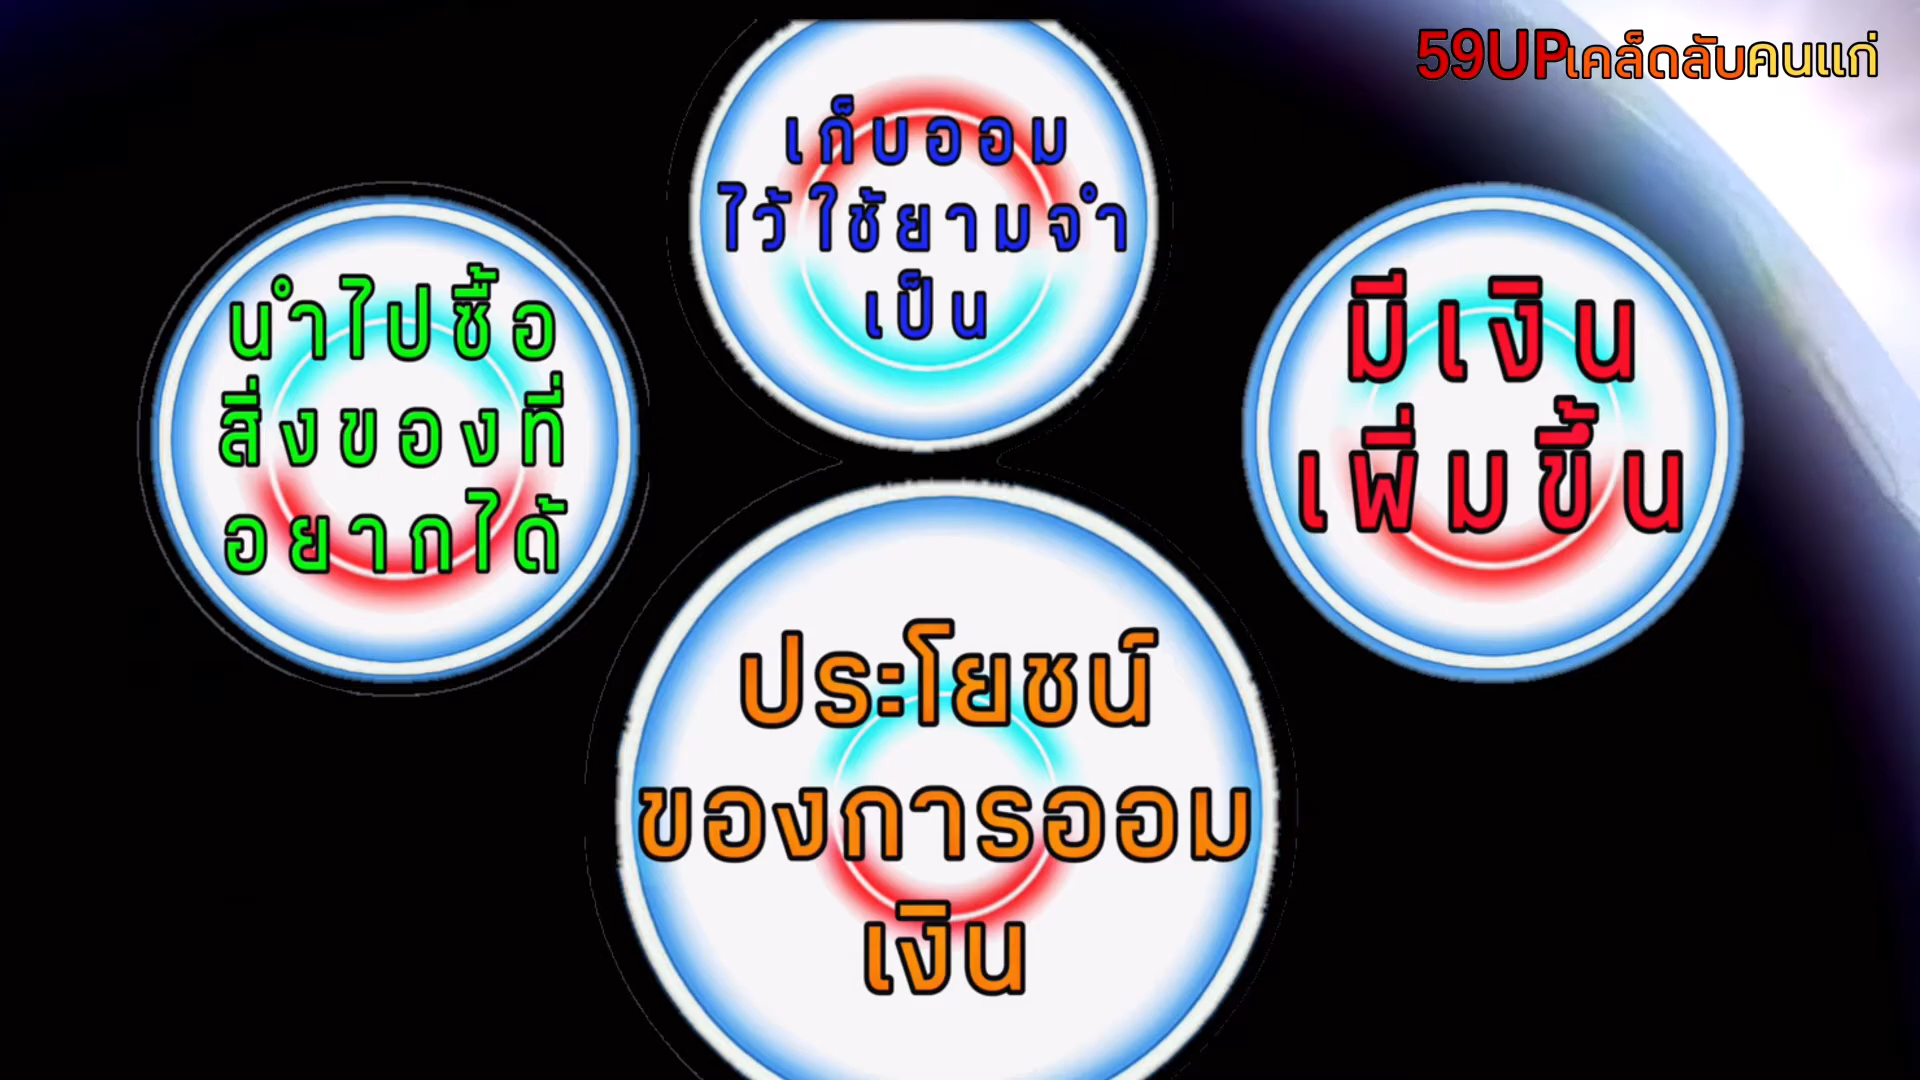 59UPเคล็ดลับคนแก่
เก็บออม
ไว้ใช้ยามจำ
เป็น
นำไปซื้อ
สิ่งของที่
อยากได้
มีเงิน
เพิ่มขึ้น
ประโยชน์
ของการออม
เงิน